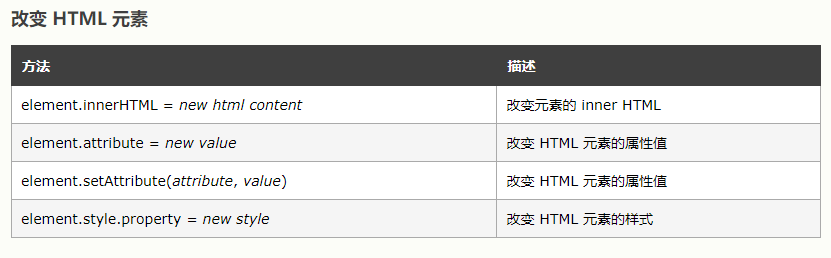 改变 HTML 元素
方法 描述
element.innerHTML = new html content 改变元素的 inner HTML
element.attribute = new value 改变 HTML 元素的属性值
element.setAttribute(attribute, value) 改变 HTML 元素的属性值
element.style.property = new style 改变 HTML 元素的样式